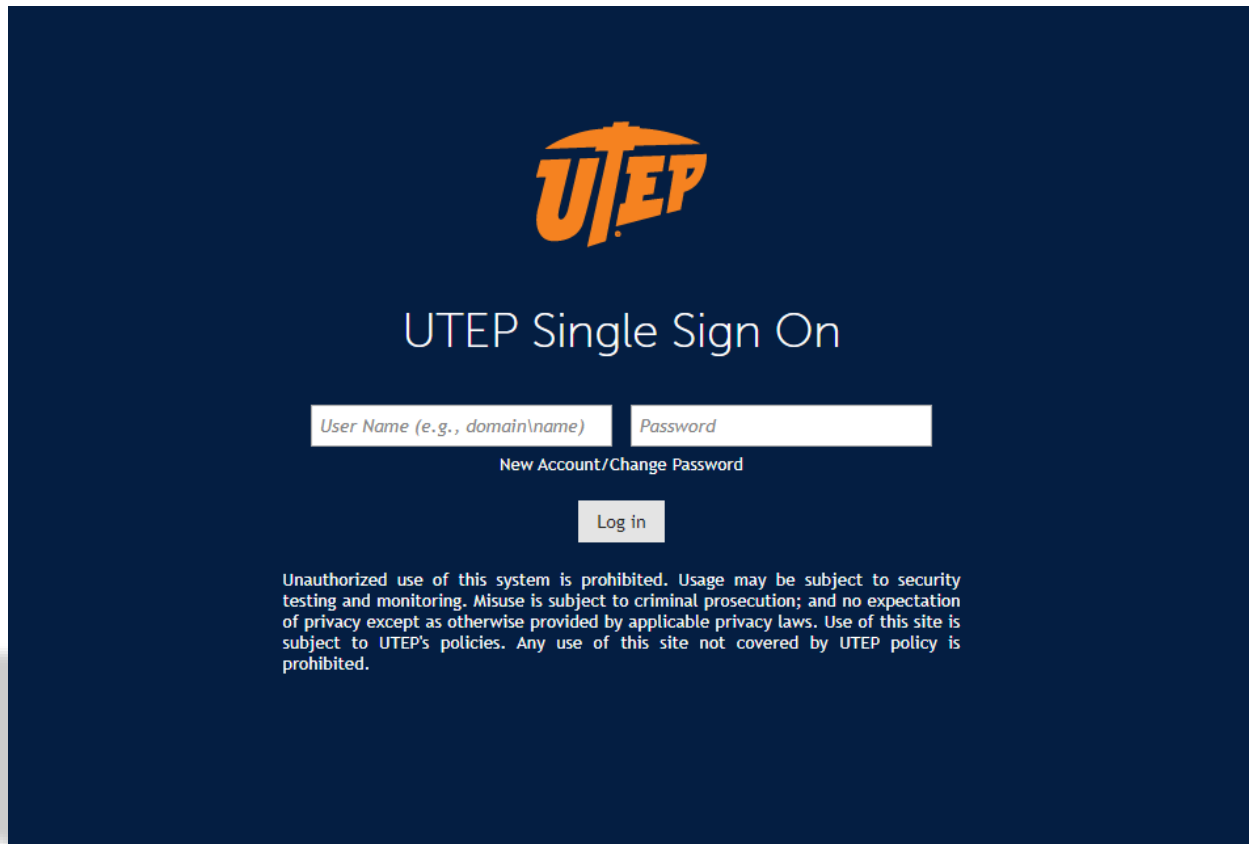 UTEP
UTEP Single Sign On
User Name (e.g., domain\name) Password
New Account/Change Password
Log in
Unauthorized use of this system is prohibited. Usage may be subject to security
testing and monitoring. Misuse is subject to criminal prosecution; and no expectation
of privacy except as otherwise provided by applicable privacy laws. Use of this site is
subject to UTEP's policies. Any use of this site not covered by UTEP policy is
prohibited.